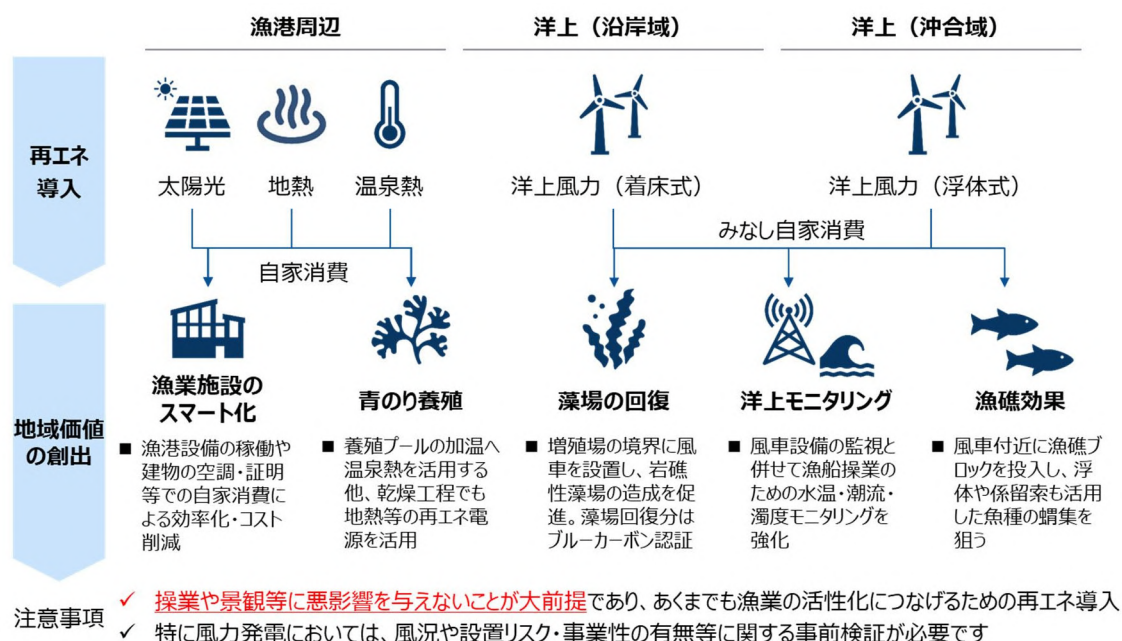 漁港周辺
洋上（沿岸域）
洋上（沖合域）
再エネ
導入
太陽光
地熱
温泉熱
洋上風力（着床式）
洋上風力（浮体式）
自家消費
みなし自家消費
地域価値
の創出
漁業施設の
スマート化
■ 漁港設備の稼働や
建物の空調・証明
等での自家消費に
よる効率化・コスト
削減
青のり養殖
■ 養殖プールの加温へ
温泉熱を活用する
他、乾燥工程でも
地熱等の再エネ電
源を活用
藻場の回復
■ 増殖場の境界に風
車を設置し、岩礁
性藻場の造成を促
進。藻場回復分は
ブルーカーボン認証
洋上モニタリング
■ 風車設備の監視と
併せて漁船操業の
ための水温・潮流・
濁度モニタリングを
強化
漁礁効果
■ 風車付近に漁礁ブ
ロックを投入し、浮
体や係留索も活用
した魚種の蝟集を
狙う
注意事項
✓ 操業や景観等に悪影響を与えないことが大前提であり、あくまでも漁業の活性化につなげるための再エネ導入
✓ 特に風力発電においては、風況や設置リスク・事業性の有無等に関する事前検証が必要です